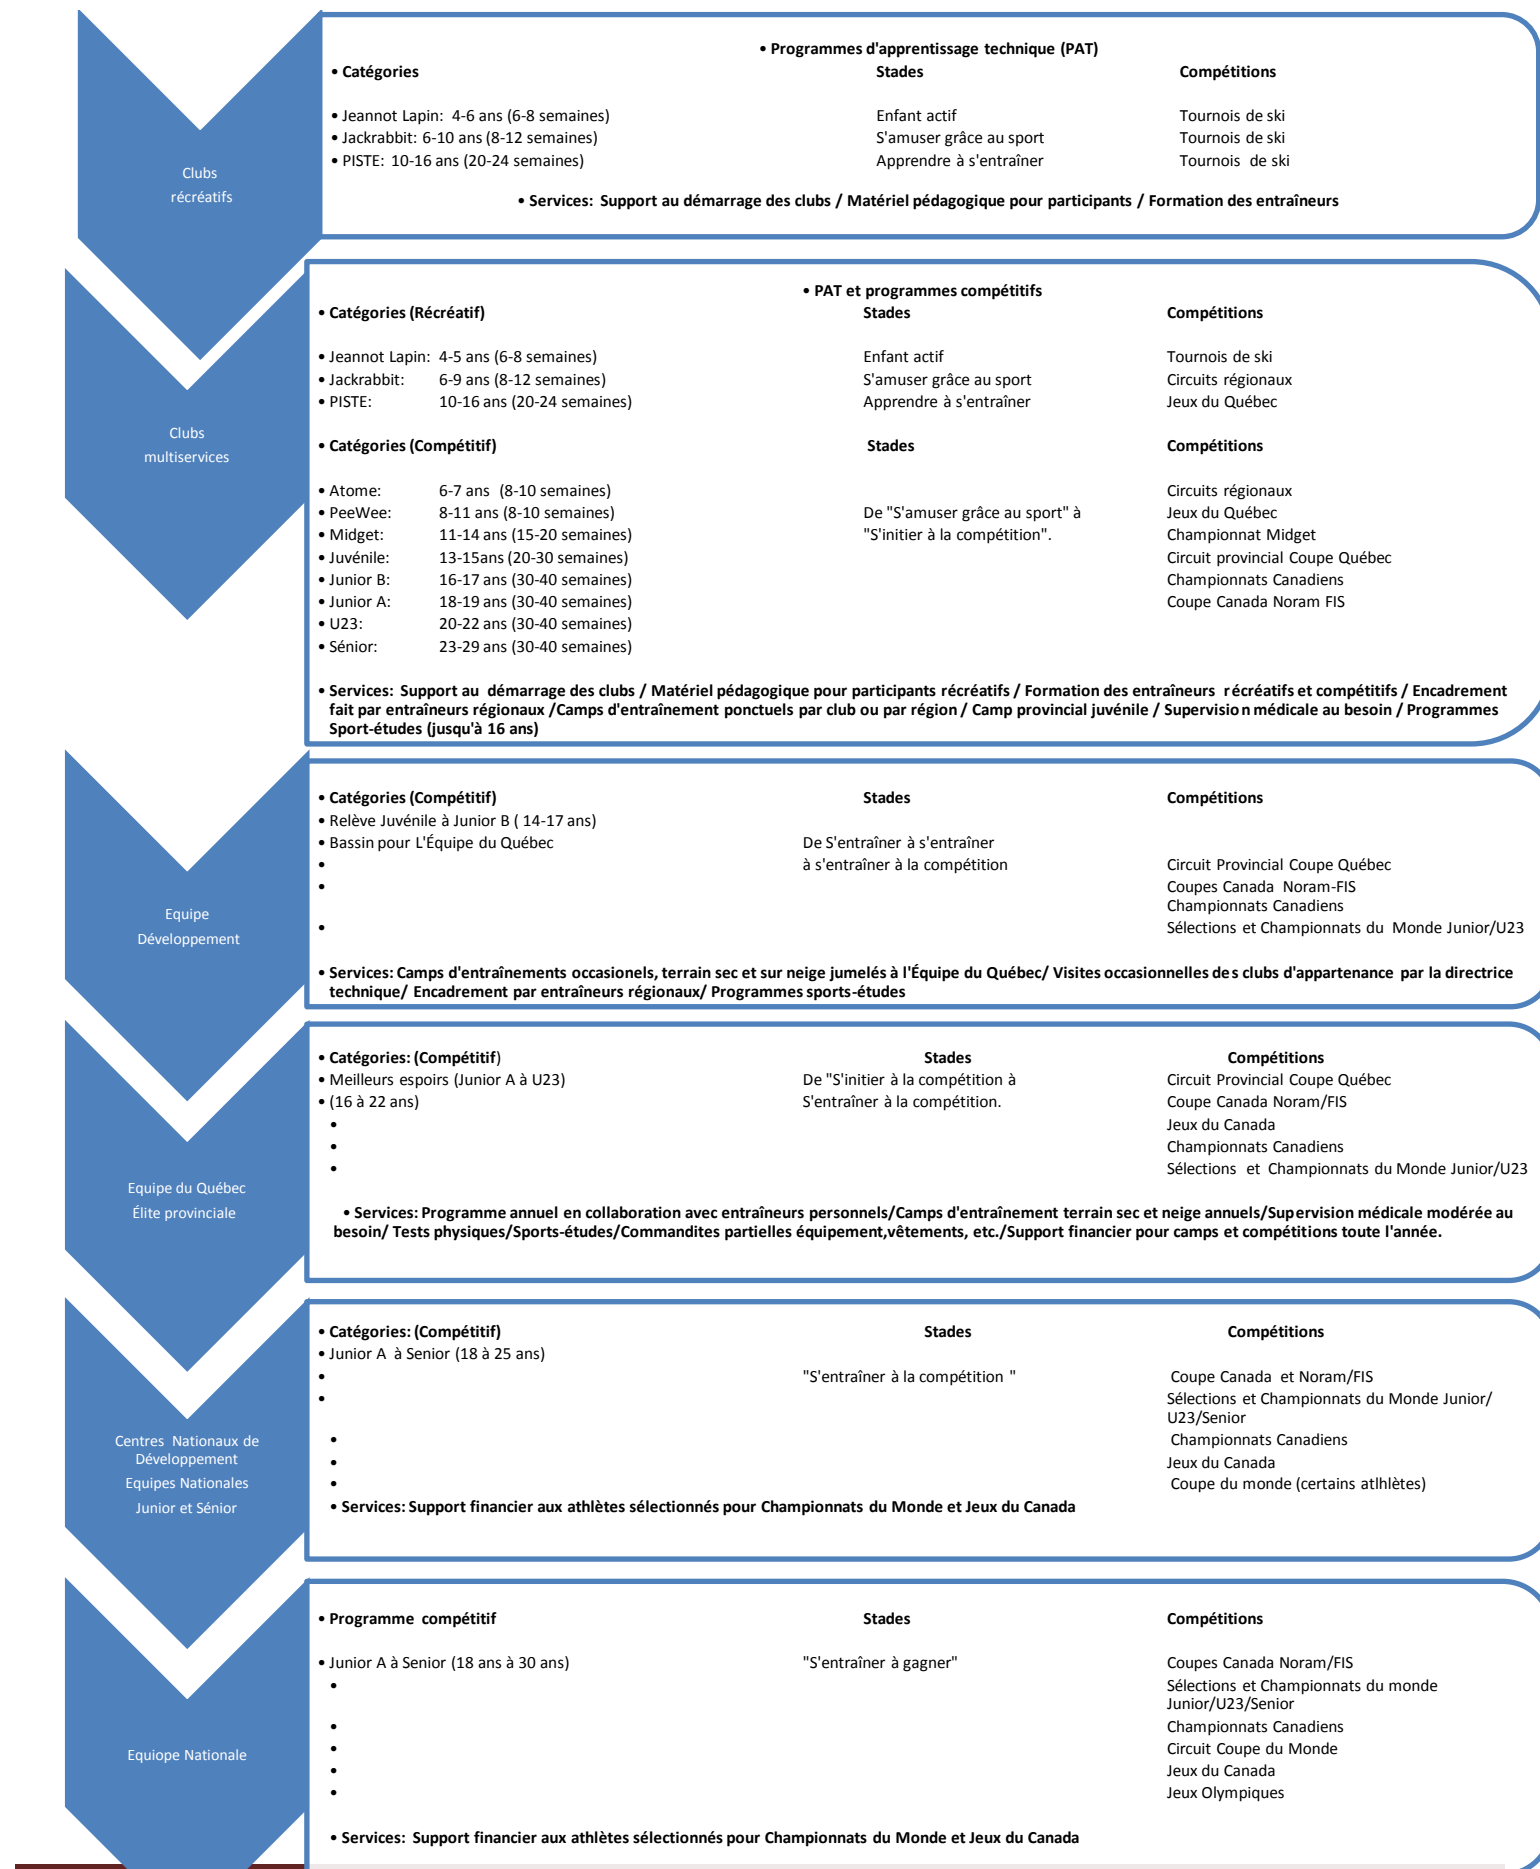 • Programmes d'apprentissage technique (PAT)
• Catégories Stades Compétitions
• Jeannot Lapin: 4-6 ans (6-8 semaines) Enfant actif Tournois de ski
• Jackrabbit: 6-10 ans (8-12 semaines) S'amuser grâce au sport Tournois de ski
• PISTE: 10-16 ans (20-24 semaines) Apprendre à s'entraîner Tournois de ski
Clubs
récréatifs
• Services: Support au démarrage des clubs / Matériel pédagogique pour participants / Formation des entraîneurs
• PAT et programmes compétitifs
• Catégories (Récréatif) Stades Compétitions
• Jeannot Lapin: 4-5 ans (6-8 semaines) Enfant actif Tournois de ski
• Jackrabbit: 6-9 ans (8-12 semaines) S'amuser grâce au sport Circuits régionaux
• PISTE: 10-16 ans (20-24 semaines) Apprendre à s'entraîner Jeux du Québec
Clubs
multiservices
• Catégories (Compétitif) Stades Compétitions
• Atome: 6-7 ans (8-10 semaines) Circuits régionaux
• PeeWee: 8-11 ans (8-10 semaines) De "S'amuser grâce au sport" à Jeux du Québec
• Midget: 11-14 ans (15-20 semaines) "S'initier à la compétition". Championnat Midget
• Juvénile: 13-15ans (20-30 semaines) Circuit provincial Coupe Québec
• Junior B: 16-17 ans (30-40 semaines) Championnats Canadiens
• Junior A: 18-19 ans (30-40 semaines) Coupe Canada Noram FIS
• U23: 20-22 ans (30-40 semaines)
• Sénior: 23-29 ans (30-40 semaines)
• Services: Support au démarrage des clubs / Matériel pédagogique pour participants récréatifs / Formation des entraîneurs récréatifs et compétitifs / Encadrement
fait par entraîneurs régionaux /Camps d'entraînement ponctuels par club ou par région / Camp provincial juvénile / Supervision médicale au besoin / Programmes
Sport-études (jusqu'à 16 ans)
• Catégories (Compétitif) Stades Compétitions
• Relève Juvénile à Junior B ( 14-17 ans)
• Bassin pour L'Équipe du Québec De S'entraîner à s'entraîner
• à s'entraîner à la compétition Circuit Provincial Coupe Québec
• Coupes Canada Noram-FIS
Championnats Canadiens
• Sélections et Championnats du Monde Junior/U23
Equipe
Développement
• Services: Camps d'entraînements occasionels, terrain sec et sur neige jumelés à l'Équipe du Québec/ Visites occasionnelles des clubs d'appartenance par la directrice
technique/ Encadrement par entraîneurs régionaux/ Programmes sports-études
• Catégories: (Compétitif) Stades Compétitions
• Meilleurs espoirs (Junior A à U23) De "S'initier à la compétition à Circuit Provincial Coupe Québec
• (16 à 22 ans) S'entraîner à la compétition. Coupe Canada Noram/FIS
• Jeux du Canada
• Championnats Canadiens
• Sélections et Championnats du Monde Junior/U23
Equipe du Québec
Élite provinciale
• Services: Programme annuel en collaboration avec entraîneurs personnels/Camps d'entraînement terrain sec et neige annuels/Supervision médicale modérée au
besoin/ Tests physiques/Sports-études/Commandites partielles équipement,vêtements, etc./Support financier pour camps et compétitions toute l'année.
• Catégories: (Compétitif) Stades Compétitions
• Junior A à Senior (18 à 25 ans)
• "S'entraîner à la compétition " Coupe Canada et Noram/FIS
• Sélections et Championnats du Monde Junior/
U23/Senior
• Championnats Canadiens
• Jeux du Canada
• Coupe du monde (certains atlhlètes)
Centres Nationaux de
Développement
Equipes Nationales
Junior et Sénior
• Services: Support financier aux athlètes sélectionnés pour Championnats du Monde et Jeux du Canada
• Programme compétitif Stades Compétitions
• Junior A à Senior (18 ans à 30 ans) "S'entraîner à gagner" Coupes Canada Noram/FIS
• Sélections et Championnats du monde
Junior/U23/Senior
• Championnats Canadiens
• Circuit Coupe du Monde
• Jeux du Canada
• Jeux Olympiques
Equiope Nationale
• Services: Support financier aux athlètes sélectionnés pour Championnats du Monde et Jeux du Canada